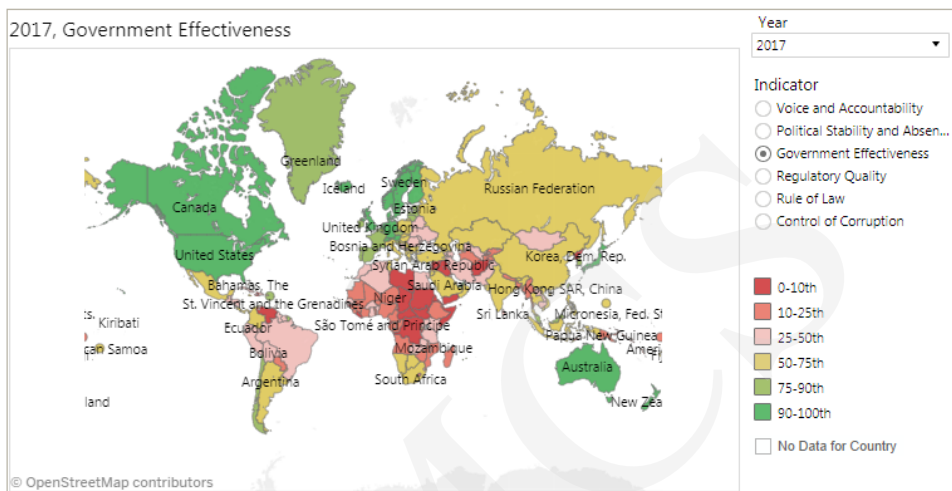 2017, Government Effectiveness
Year
2017
Indicator
Voice and Accountability
Political Stability and Absen...
Government Effectiveness
Regulatory Quality
Rule of Law
Control of Corruption
0-10th
10-25th
25-50th
50-75th
75-90th
90-100th
No Data for Country
Greenland
Iceland
Sweden
Russian Federation
Estonia
Canada
United Kingdom
Bosnia and Herzegovina
United States
Korea, Dem. Rep.
Syrian Arab Republic
Bahamas, The
Saudi Arabia
Hong Kong SAR, China
St. Vincent and the Grenadines
Niger
Kiribati
Sri Lanka
Micronesia, Fed. St
Ecuador
São Tomé and Principe
Papua New Guinea
can Samoa
Bolivia
Mozambique
Ameri
Argentina
South Africa
Australia
land
New Zea
© OpenStreetMap contributors